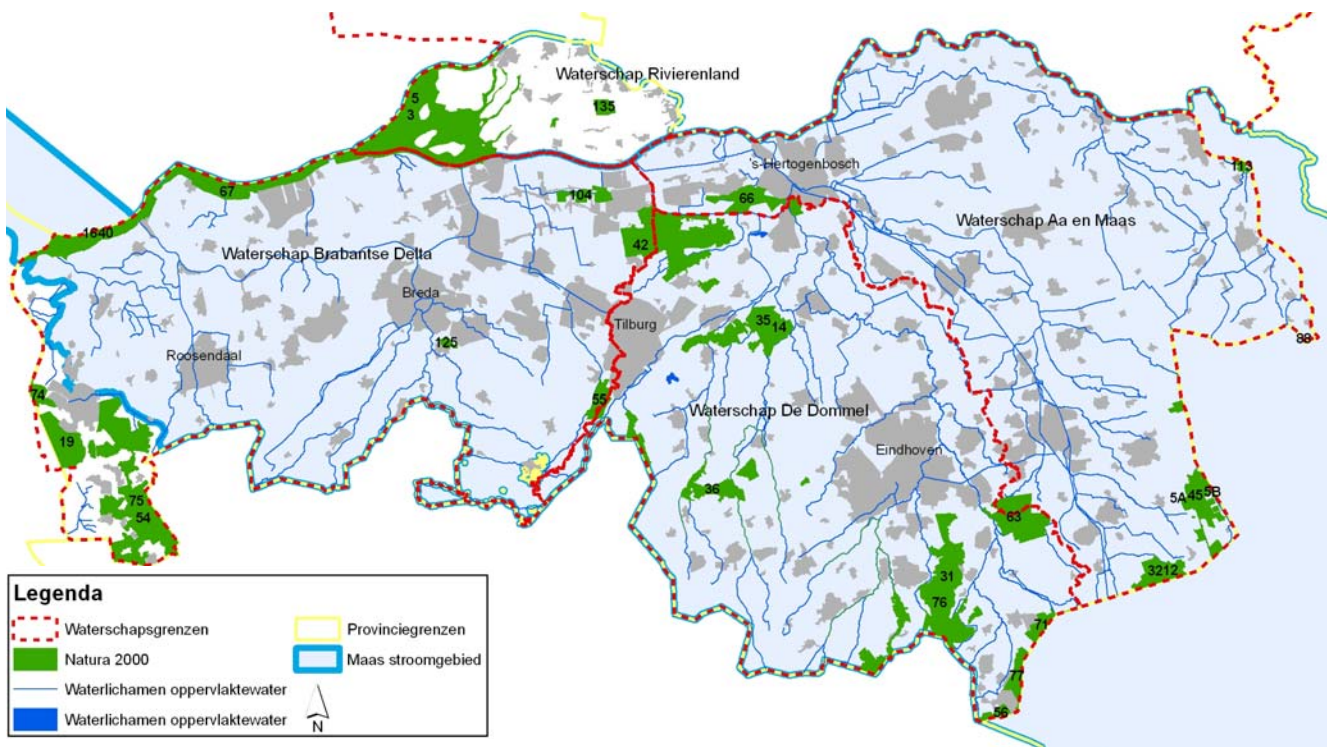 Waterschap Rivierenland
5
3
135
's-Hertogenbosch
113
67
104
66
Waterschap Aa en Maas
1640
Waterschap Brabantse Delta
42
Breda
Tilburg
35
14
88
125
Roosendaal
74
55
Waterschap De Dommel
19
Eindhoven
36
5A 45 5B
75
54
63
3212
31
76
71
77
56
Legenda
Waterschapsgrenzen
Provinciegrenzen
Natura 2000
Maas stroomgebied
Waterlichamen oppervlaktewater
Waterlichamen oppervlaktewater
N